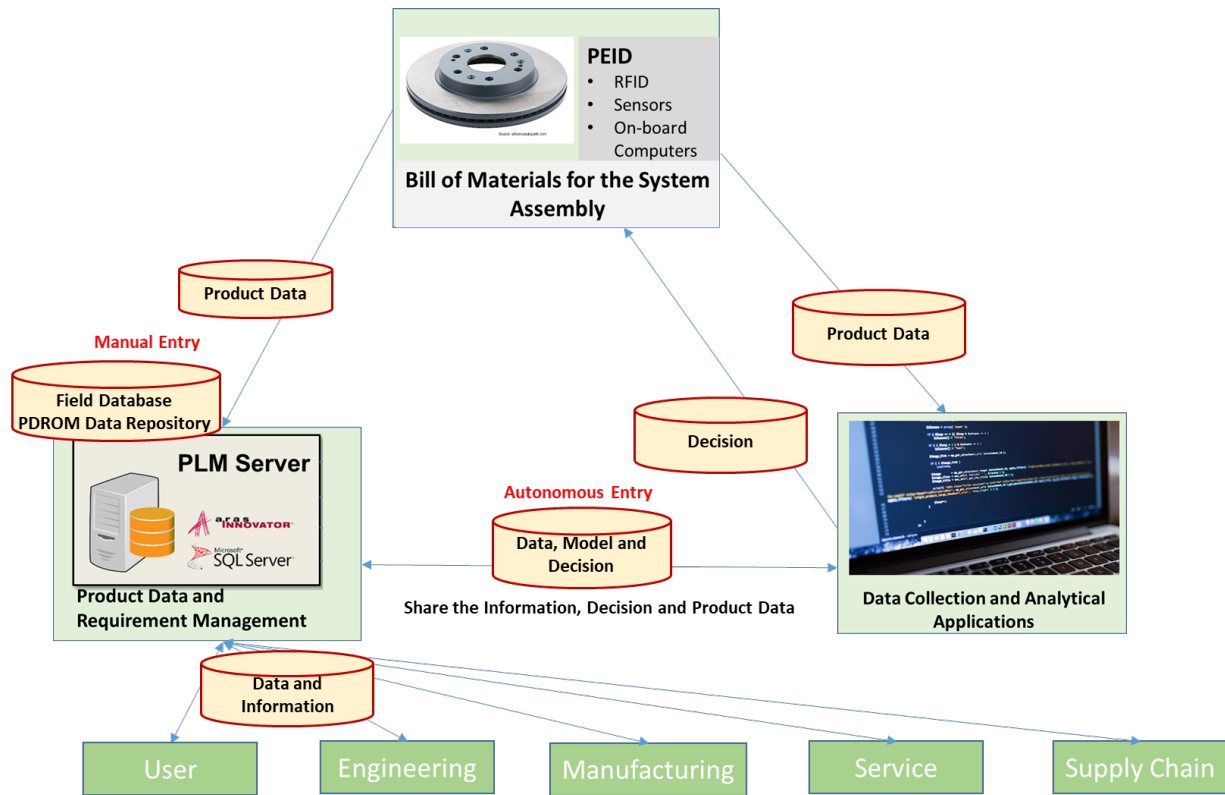 PEID
• RFID
• Sensors
• On-board
Computers
Source: advanceautoparts.com
Bill of Materials for the System
Assembly
Product Data
Product Data
Manual Entry
Field Database
PDROM Data Repository
Decision
PLM Server
aras
INNOVATOR®
Microsoft®
SQL Server®
Autonomous Entry
Data, Model and
Decision
Product Data and
Requirement Management
Share the Information, Decision and Product Data
Data Collection and Analytical
Applications
Data and
Information
User
Engineering
Manufacturing
Service
Supply Chain